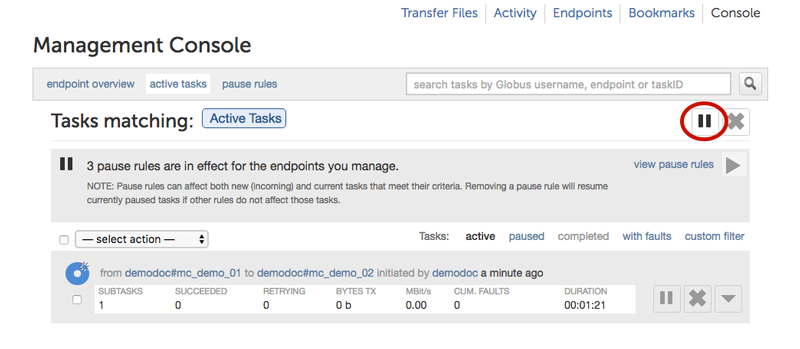 Transfer Files Activity Endpoints Bookmarks Console
Management Console
endpoint overview active tasks pause rules search tasks by Globus username, endpoint or taskID
Tasks matching: Active Tasks
3 pause rules are in effect for the endpoints you manage. view pause rules
NOTE: Pause rules can affect both new (incoming) and current tasks that meet their criteria. Removing a pause rule will resume
currently paused tasks if other rules do not affect those tasks.
— select action — Tasks: active paused completed with faults custom filter
from demodoc#mc_demo_01 to demodoc#mc_demo_02 initiated by demodoc a minute ago
SUBTASKS SUCCEEDED RETRYING BYTES TX MBit/s CUM. FAULTS DURATION
1 0 0 0 b 0.00 0 00:01:21